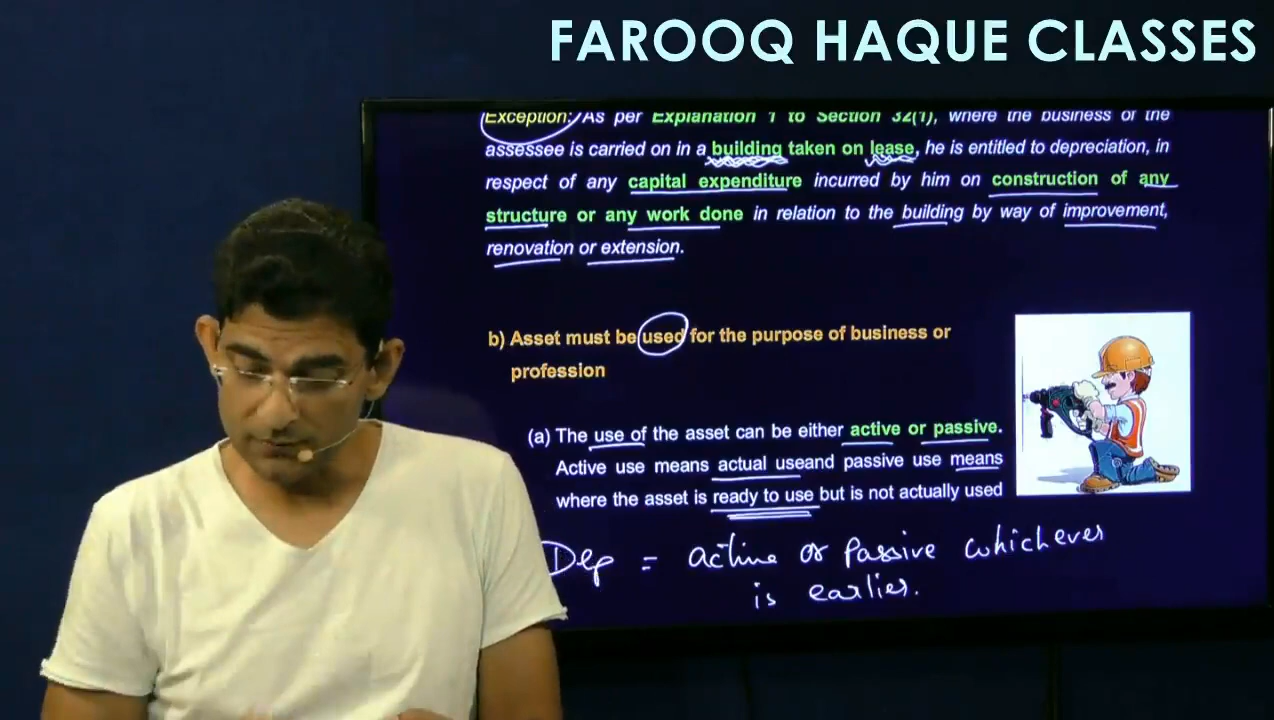 FAROOQ HAQUE CLASSES
Exception: As per Explanation 1 to Section 32(1), where the business of the
assessee is carried on in a building taken on lease, he is entitled to depreciation, in
respect of any capital expenditure incurred by him on construction of any
structure or any work done in relation to the building by way of improvement,
renovation or extension.
b) Asset must be used for the purpose of business or
profession
(a) The use of the asset can be either active or passive.
Active use means actual useand passive use means
where the asset is ready to use but is not actually used
Dep = active or Passive whichever
is earlier.